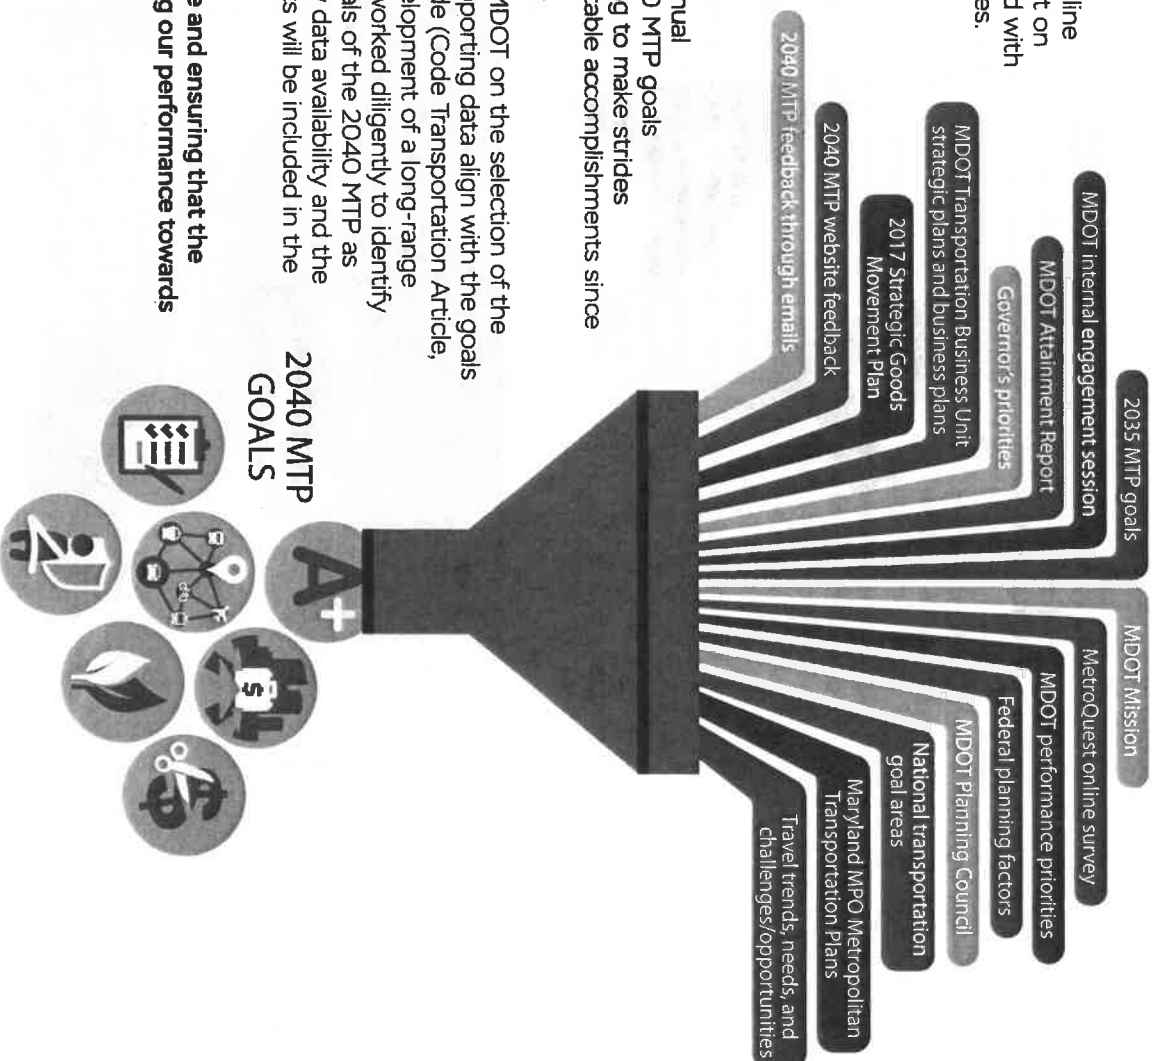 line
t on
d with
es.
nual
0 MTP goals
g to make strides
table accomplishments since
MDOT on the selection of the
porting data align with the goals
de (Code Transportation Article,
elopment of a long-range
worked diligently to identify
als of the 2040 MTP as
y data availability and the
s will be included in the
e and ensuring that the
g our performance towards
2035 MTP goals
MDOT internal engagement session
MDOT Attainment Report
Governor's priorities
MDOT Transportation Business Unit
strategic plans and business plans
2017 Strategic Goods
Movement Plan
2040 MTP website feedback
2040 MTP feedback through emails
MDOT Mission
MetroQuest online survey
MDOT performance priorities
Federal planning factors
MDOT Planning Council
National transportation
goal areas
Maryland MPO Metropolitan
Transportation Plans
Travel trends, needs, and
challenges/opportunities
2040 MTP
GOALS
A+
$
$